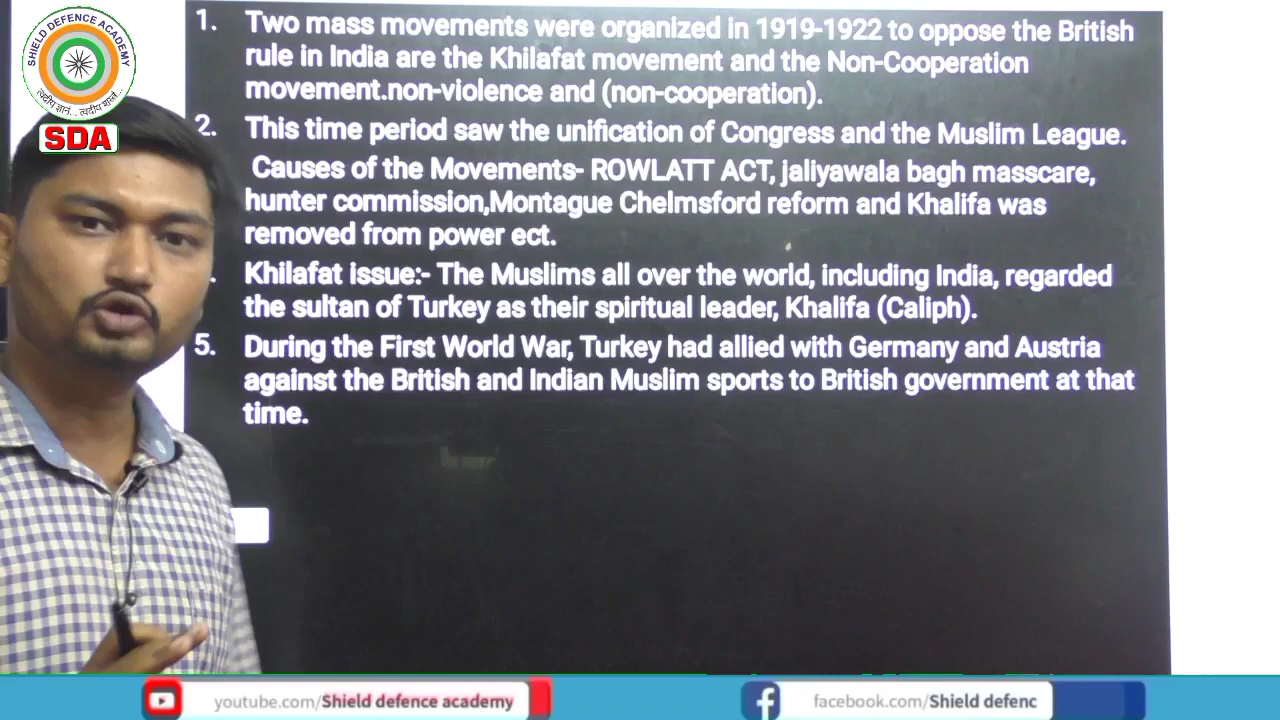 SHIELD DEFENCE ACADEMY
SDA
1. Two mass movements were organized in 1919-1922 to oppose the British
rule in India are the Khilafat movement and the Non-Cooperation
movement.non-violence and (non-cooperation).
2. This time period saw the unification of Congress and the Muslim League.
Causes of the Movements- ROWLATT ACT, jaliyawala bagh masscare,
hunter commission,Montague Chelmsford reform and Khalifa was
removed from power ect.
. Khilafat issue:- The Muslims all over the world, including India, regarded
the sultan of Turkey as their spiritual leader, Khalifa (Caliph).
5. During the First World War, Turkey had allied with Germany and Austria
against the British and Indian Muslim sports to British government at that
time.
youtube.com/Shield defence academy
facebook.com/Shield defenc